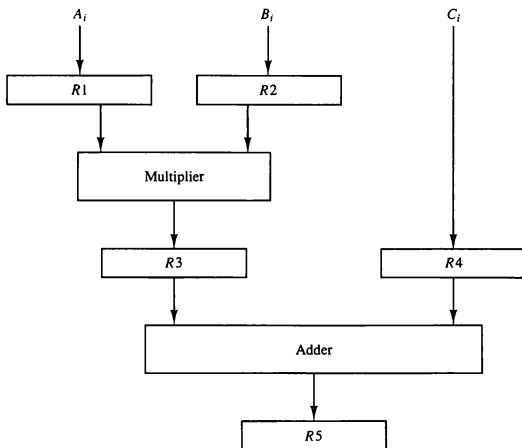 A_i B_i C_i
R1 R2
Multiplier
R3 R4
Adder
R5